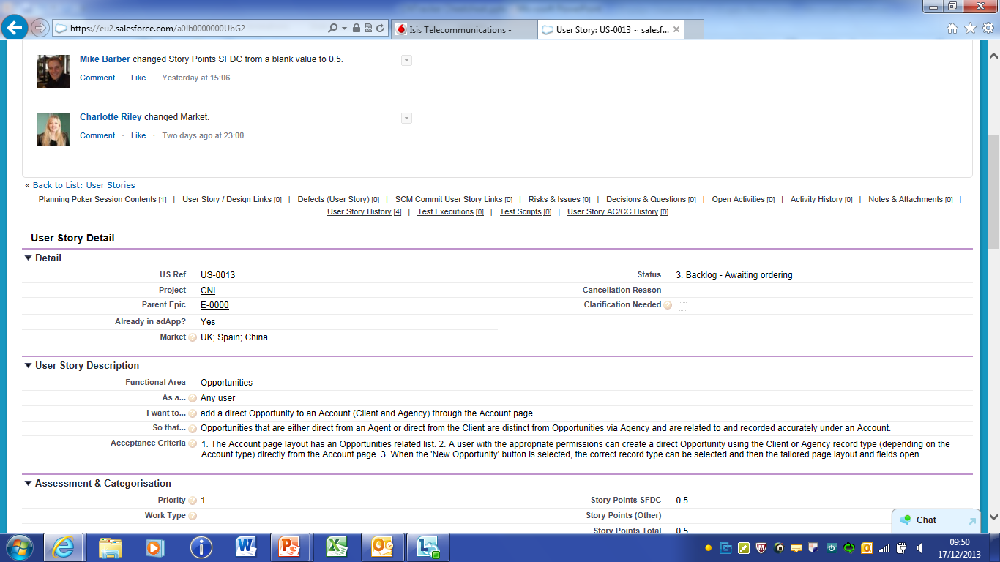 https://eu2.salesforce.com/a0Ib0000000UbG2
Isis Telecommunications -
User Story: US-0013 ~ salesf...
Mike Barber changed Story Points SFDC from a blank value to 0.5.
Comment · Like · Yesterday at 15:06
Charlotte Riley changed Market.
Comment · Like · Two days ago at 23:00
« Back to List: User Stories
Planning Poker Session Contents [1] | User Story / Design Links [0] | Defects (User Story) [0] | SCM Commit User Story Links [0] | Risks & Issues [0] | Decisions & Questions [0] | Open Activities [0] | Activity History [0] | Notes & Attachments [0] |
User Story History [4] | Test Executions [0] | Test Scripts [0] | User Story AC/CC History [0]
User Story Detail
Detail
US Ref US-0013 Status 3. Backlog - Awaiting ordering
Project CNI Cancellation Reason
Parent Epic E-0000 Clarification Needed
Already in adApp? Yes
Market UK; Spain; China
User Story Description
Functional Area Opportunities
As a... Any user
I want to... add a direct Opportunity to an Account (Client and Agency) through the Account page
So that... Opportunities that are either direct from an Agent or direct from the Client are distinct from Opportunities via Agency and are related to and recorded accurately under an Account.
Acceptance Criteria 1. The Account page layout has an Opportunities related list. 2. A user with the appropriate permissions can create a direct Opportunity using the Client or Agency record type (depending on the
Account type) directly from the Account page. 3. When the 'New Opportunity' button is selected, the correct record type can be selected and then the tailored page layout and fields open.
Assessment & Categorisation
Priority 1 Story Points SFDC 0.5
Work Type Story Points (Other)
Story Points Total 0.5
Chat
09:50
17/12/2013